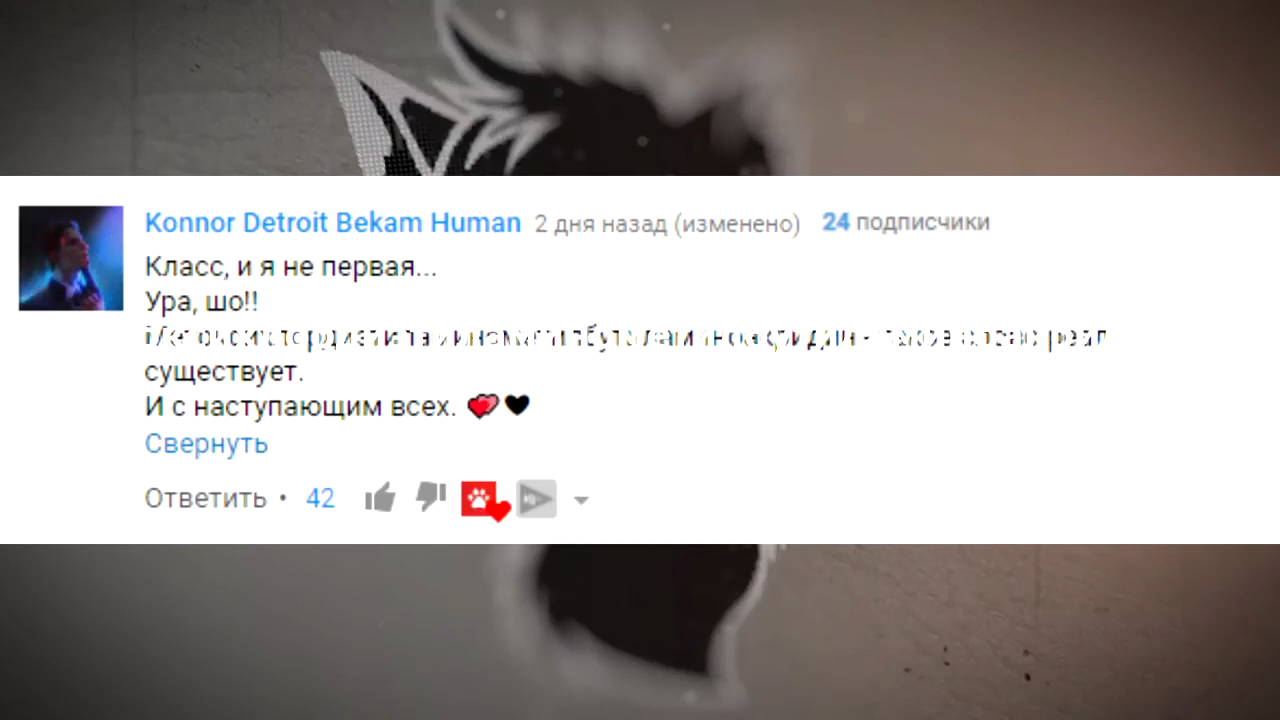 Konnor Detroit Bekam Human 2 дня назад (изменено) 24 подписчики
Класс, и я не первая...
Ура, шо!!
существует.
И с наступающим всех.
Свернуть
Ответить • 42